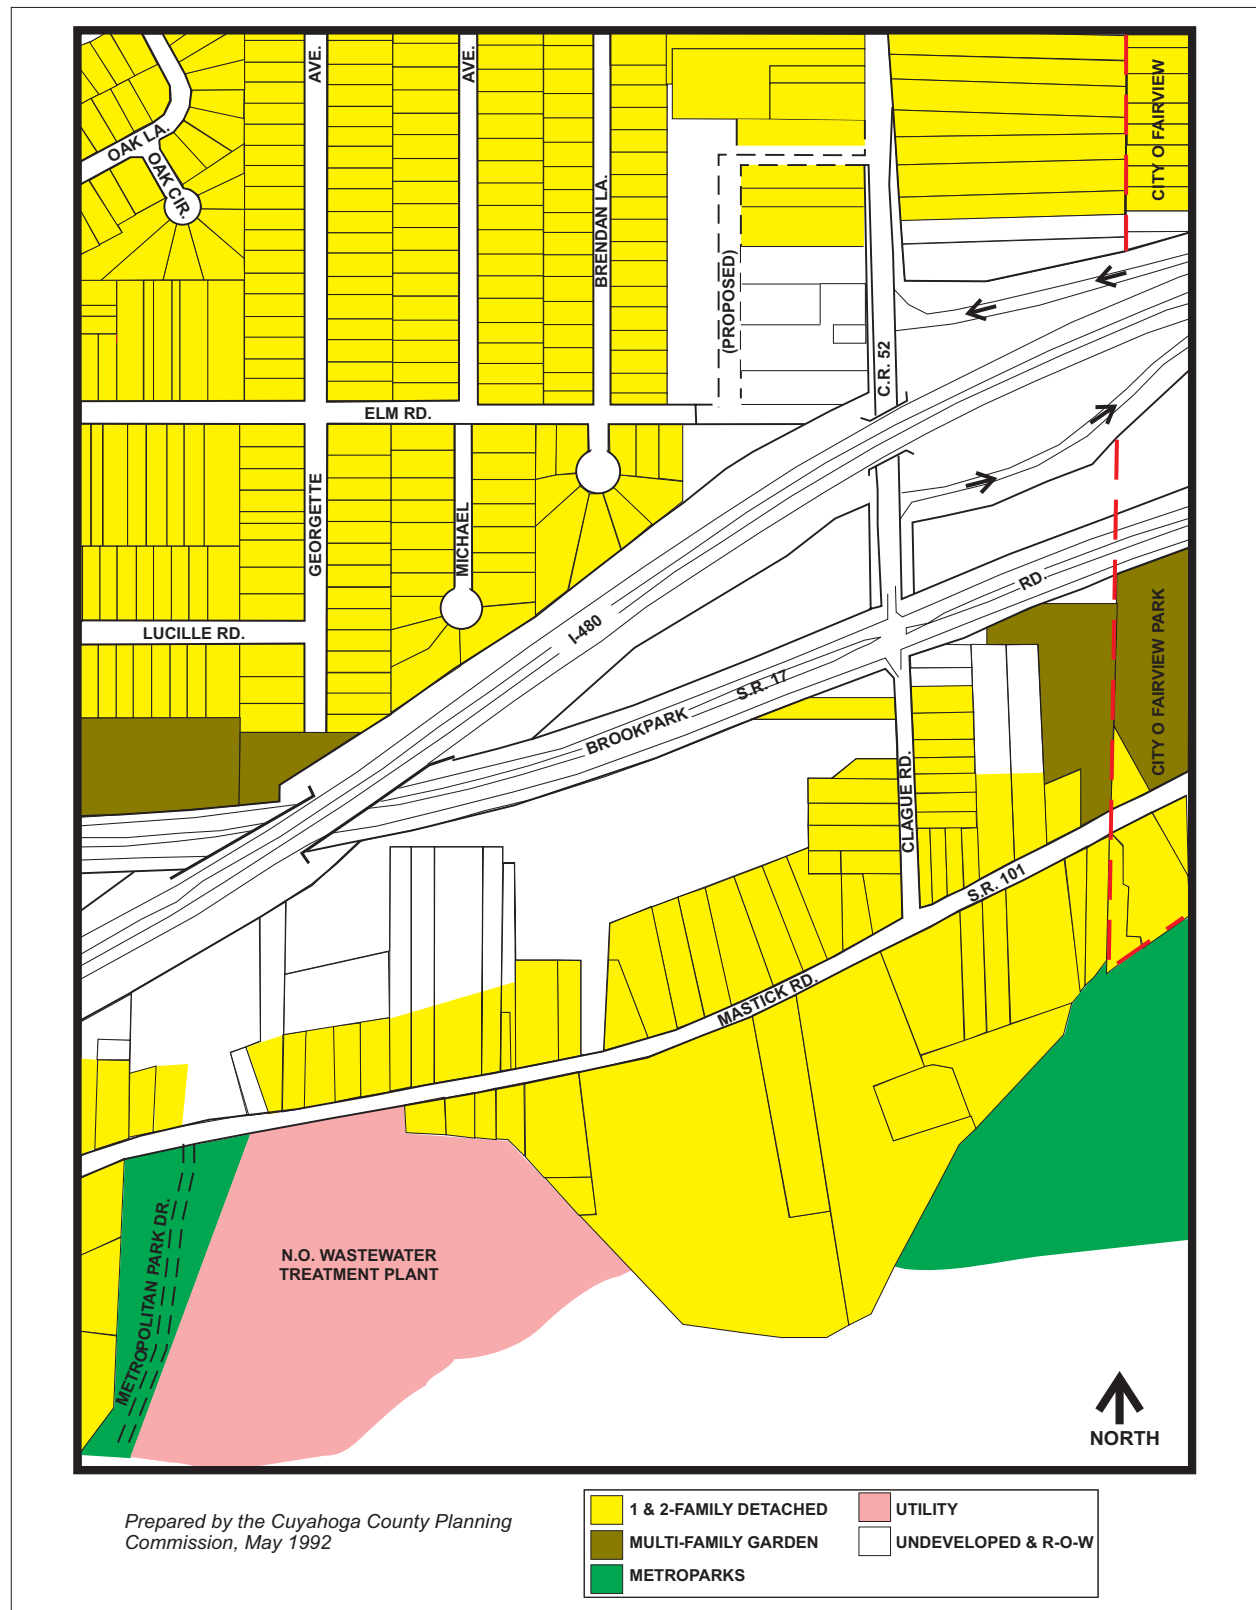 AVE.
AVE.
CITY O FAIRVIEW
OAK LA.
OAK CIR.
BRENDAN LA.
(PROPOSED)
C.R. 52
ELM RD.
GEORGETTE
MICHAEL
LUCILLE RD.
I-480
RD.
S.R. 17
BROOKPARK
CITY O FAIRVIEW PARK
CLAGUE RD.
S.R. 101
MASTICK RD.
METROPOLITAN PARK DR.
N.O. WASTEWATER
TREATMENT PLANT
NORTH
Prepared by the Cuyahoga County Planning
Commission, May 1992
1 & 2-FAMILY DETACHED
MULTI-FAMILY GARDEN
METROPARKS
UTILITY
UNDEVELOPED & R-O-W